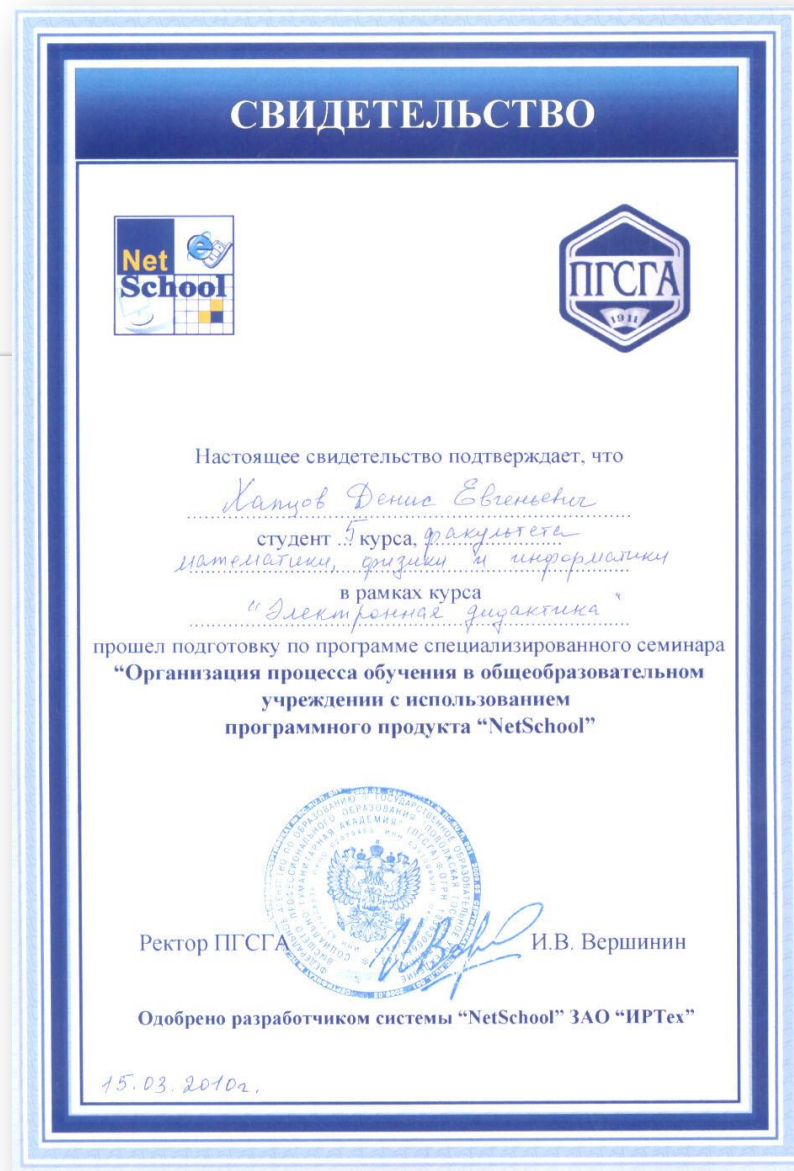 СВИДЕТЕЛЬСТВО
Net
School
ПГСГА
1911
Настоящее свидетельство подтверждает, что
Хапцов Денис Евгеньевич
студент 5 курса, факультета
математики, физики и информатики
в рамках курса
"Электронная дидактика"
прошел подготовку по программе специализированного семинара
“Организация процесса обучения в общеобразовательном
учреждении с использованием
программного продукта “NetSchool”
Ректор ПГСГА
И.В. Вершинин
Одобрено разработчиком системы “NetSchool” ЗАО “ИРТех”
15.03.2010г.